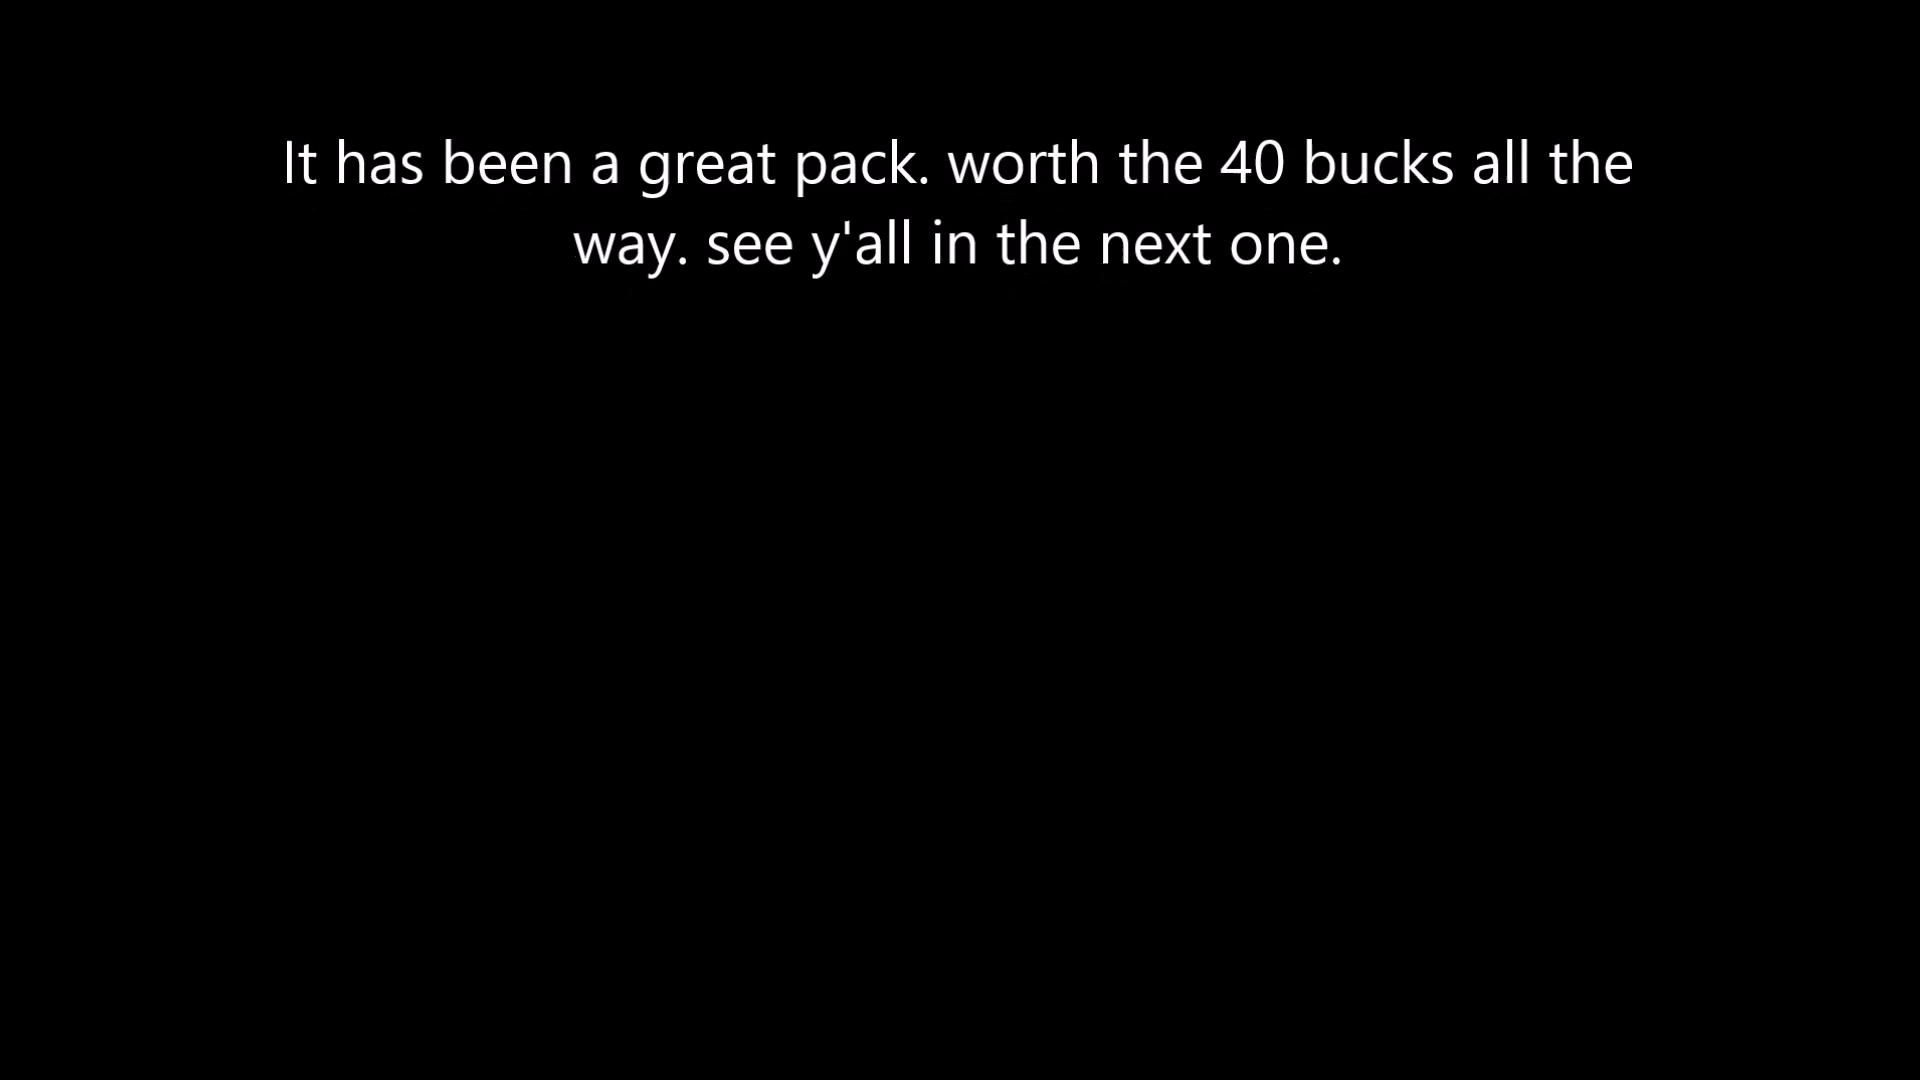 It has been a great pack. worth the 40 bucks all the
way. see y'all in the next one.